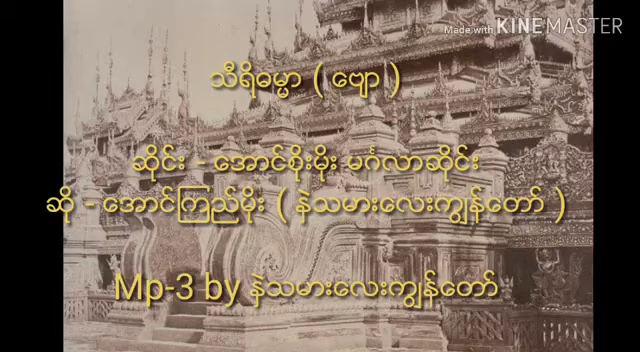 Made with KINEMASTER
သီရိဓမ္မာ ( ဗျော )
ဆိုင်း - အောင်စိုးမိုး မင်္ဂလာဆိုင်း
ဆို - အောင်ကြည်မိုး ( နဲသမားလေးကျွန်တော် )
Mp-3 by နဲသမားလေးကျွန်တော်